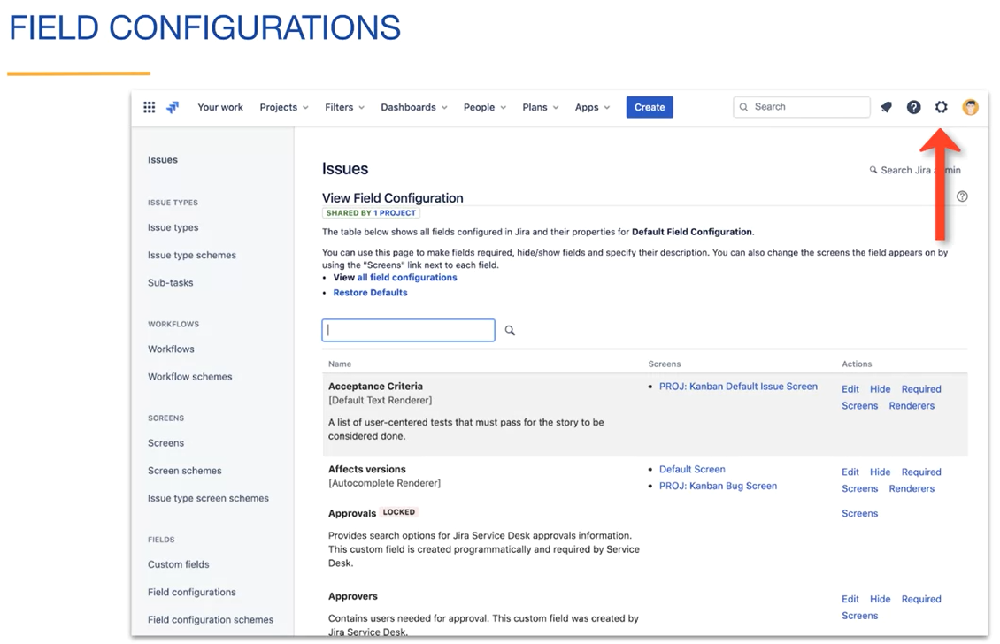 FIELD CONFIGURATIONS
Your work Projects Filters Dashboards People Plans Apps Create Search
Issues
ISSUE TYPES
Issue types
Issue type schemes
Sub-tasks
WORKFLOWS
Workflows
Workflow schemes
SCREENS
Screens
Screen schemes
Issue type screen schemes
FIELDS
Custom fields
Field configurations
Field configuration schemes
Issues
Search Jira
View Field Configuration
SHARED BY 1 PROJECT
The table below shows all fields configured in Jira and their properties for Default Field Configuration.
You can use this page to make fields required, hide/show fields and specify their description. You can also change the screens the field appears on by
using the "Screens" link next to each field.
• View all field configurations
• Restore Defaults
Name Screens Actions
Acceptance Criteria
[Default Text Renderer]
A list of user-centered tests that must pass for the story to be
considered done.
• PROJ: Kanban Default Issue Screen
Edit Hide Required
Screens Renderers
Affects versions
[Autocomplete Renderer]
• Default Screen
• PROJ: Kanban Bug Screen
Edit Hide Required
Screens Renderers
Approvals LOCKED
Provides search options for Jira Service Desk approvals information.
This custom field is created programmatically and required by Service
Desk.
Screens
Approvers
Contains users needed for approval. This custom field was created by
Jira Service Desk.
Edit Hide Required
Screens